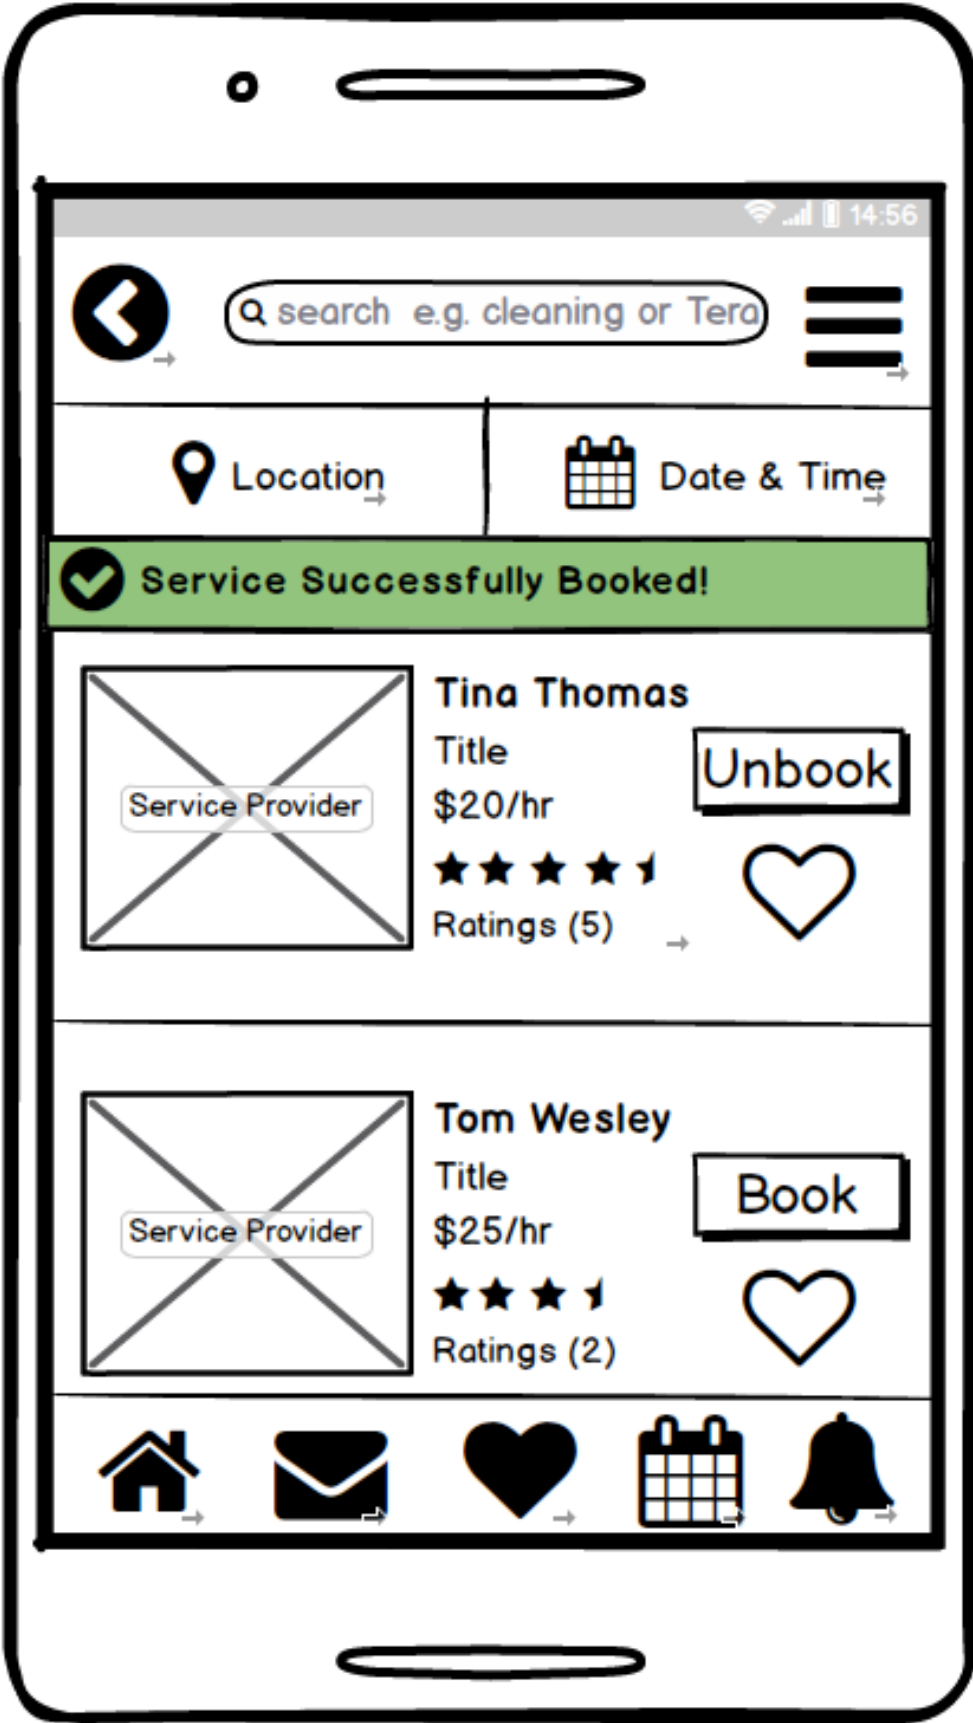 14:56
search e.g. cleaning or Tera
Location
Date & Time
Service Successfully Booked!
Service Provider
Tina Thomas
Title
$20/hr
Ratings (5)
Unbook
Service Provider
Tom Wesley
Title
$25/hr
Ratings (2)
Book